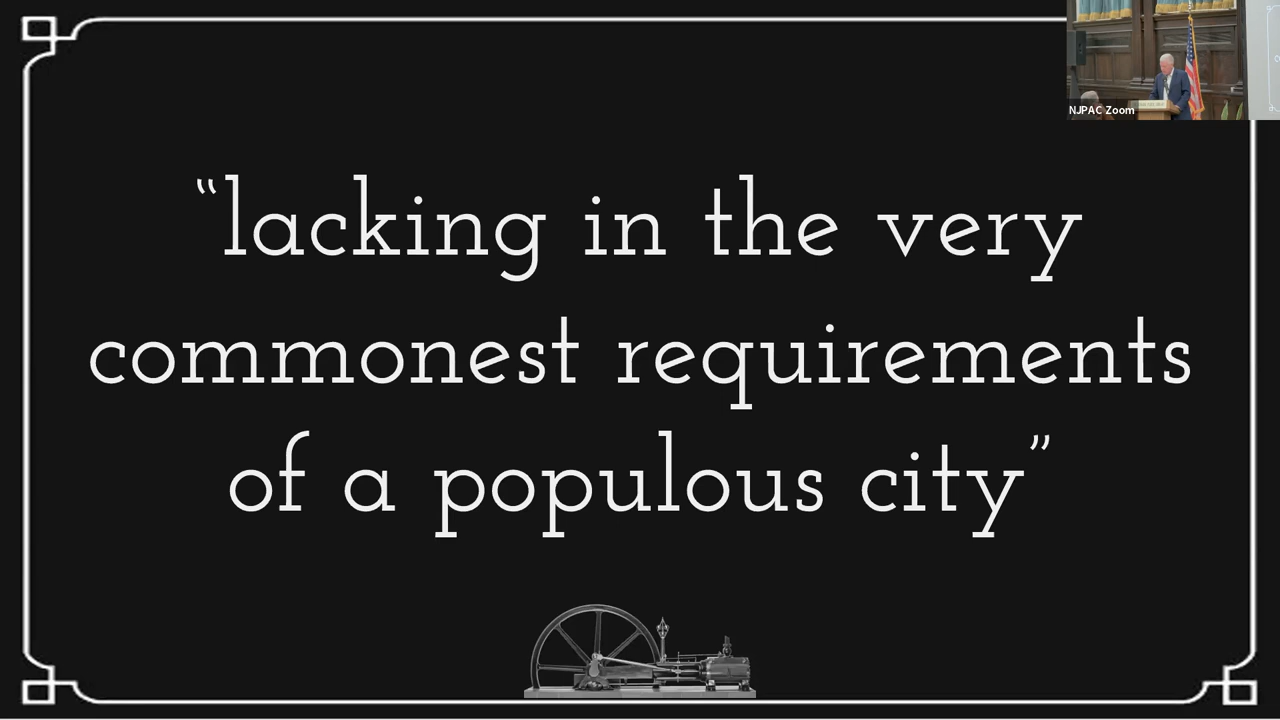 NJPAC Zoom
“lacking in the very
commonest requirements
of a populous city”